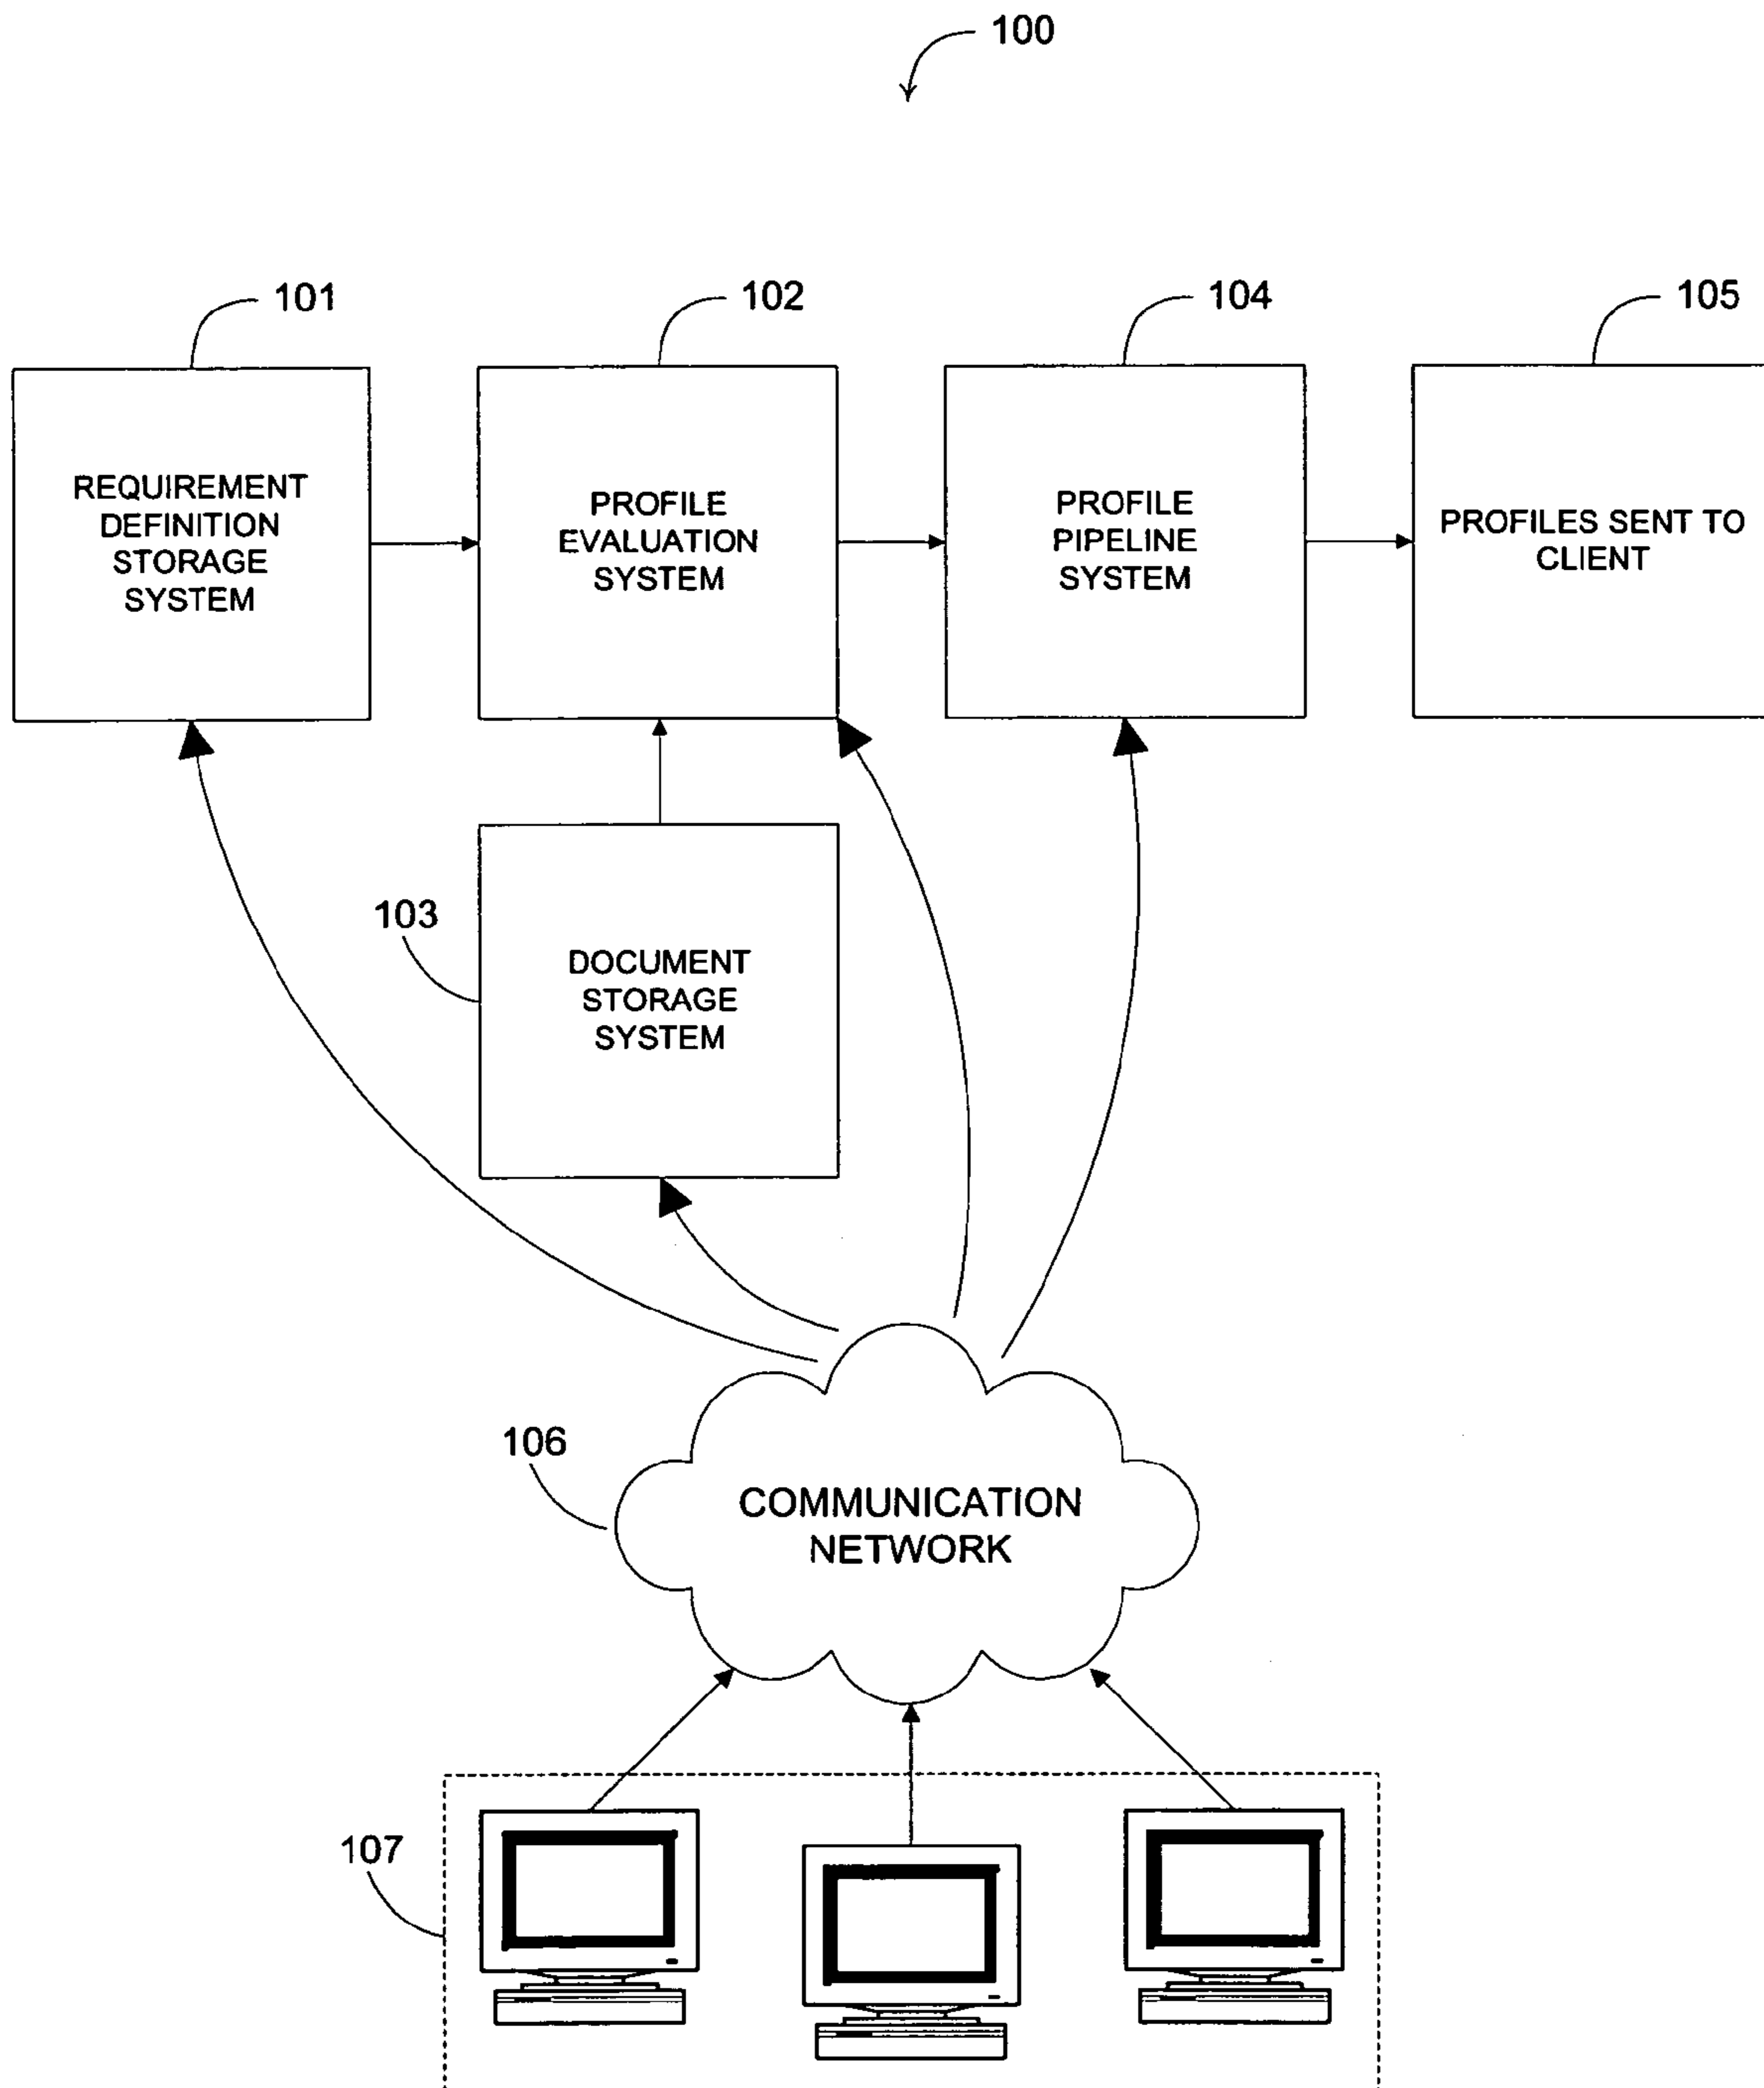 100
101
102
104
105
REQUIREMENT
DEFINITION
STORAGE
SYSTEM
PROFILE
EVALUATION
SYSTEM
PROFILE
PIPELINE
SYSTEM
PROFILES SENT TO
CLIENT
103
DOCUMENT
STORAGE
SYSTEM
106
COMMUNICATION
NETWORK
107